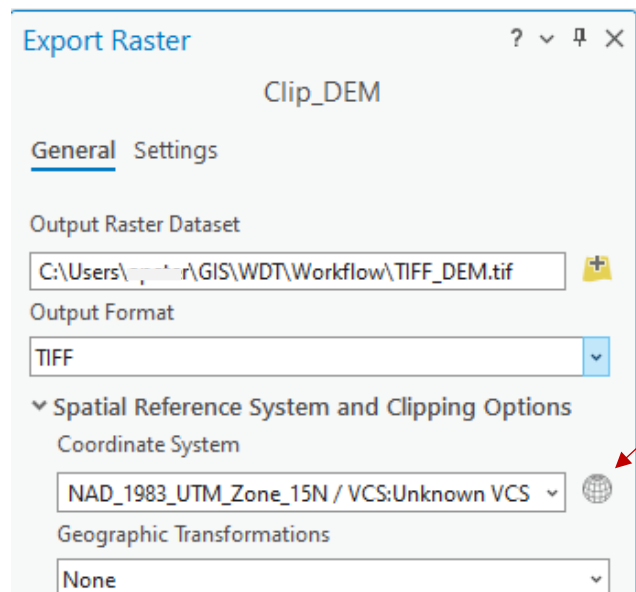 Export Raster ?
Clip_DEM
General Settings
Output Raster Dataset
C:\Users\ \GIS\WDT\Workflow\TIFF_DEM.tif
Output Format
TIFF
Spatial Reference System and Clipping Options
Coordinate System
NAD_1983_UTM_Zone_15N / VCS:Unknown VCS
Geographic Transformations
None